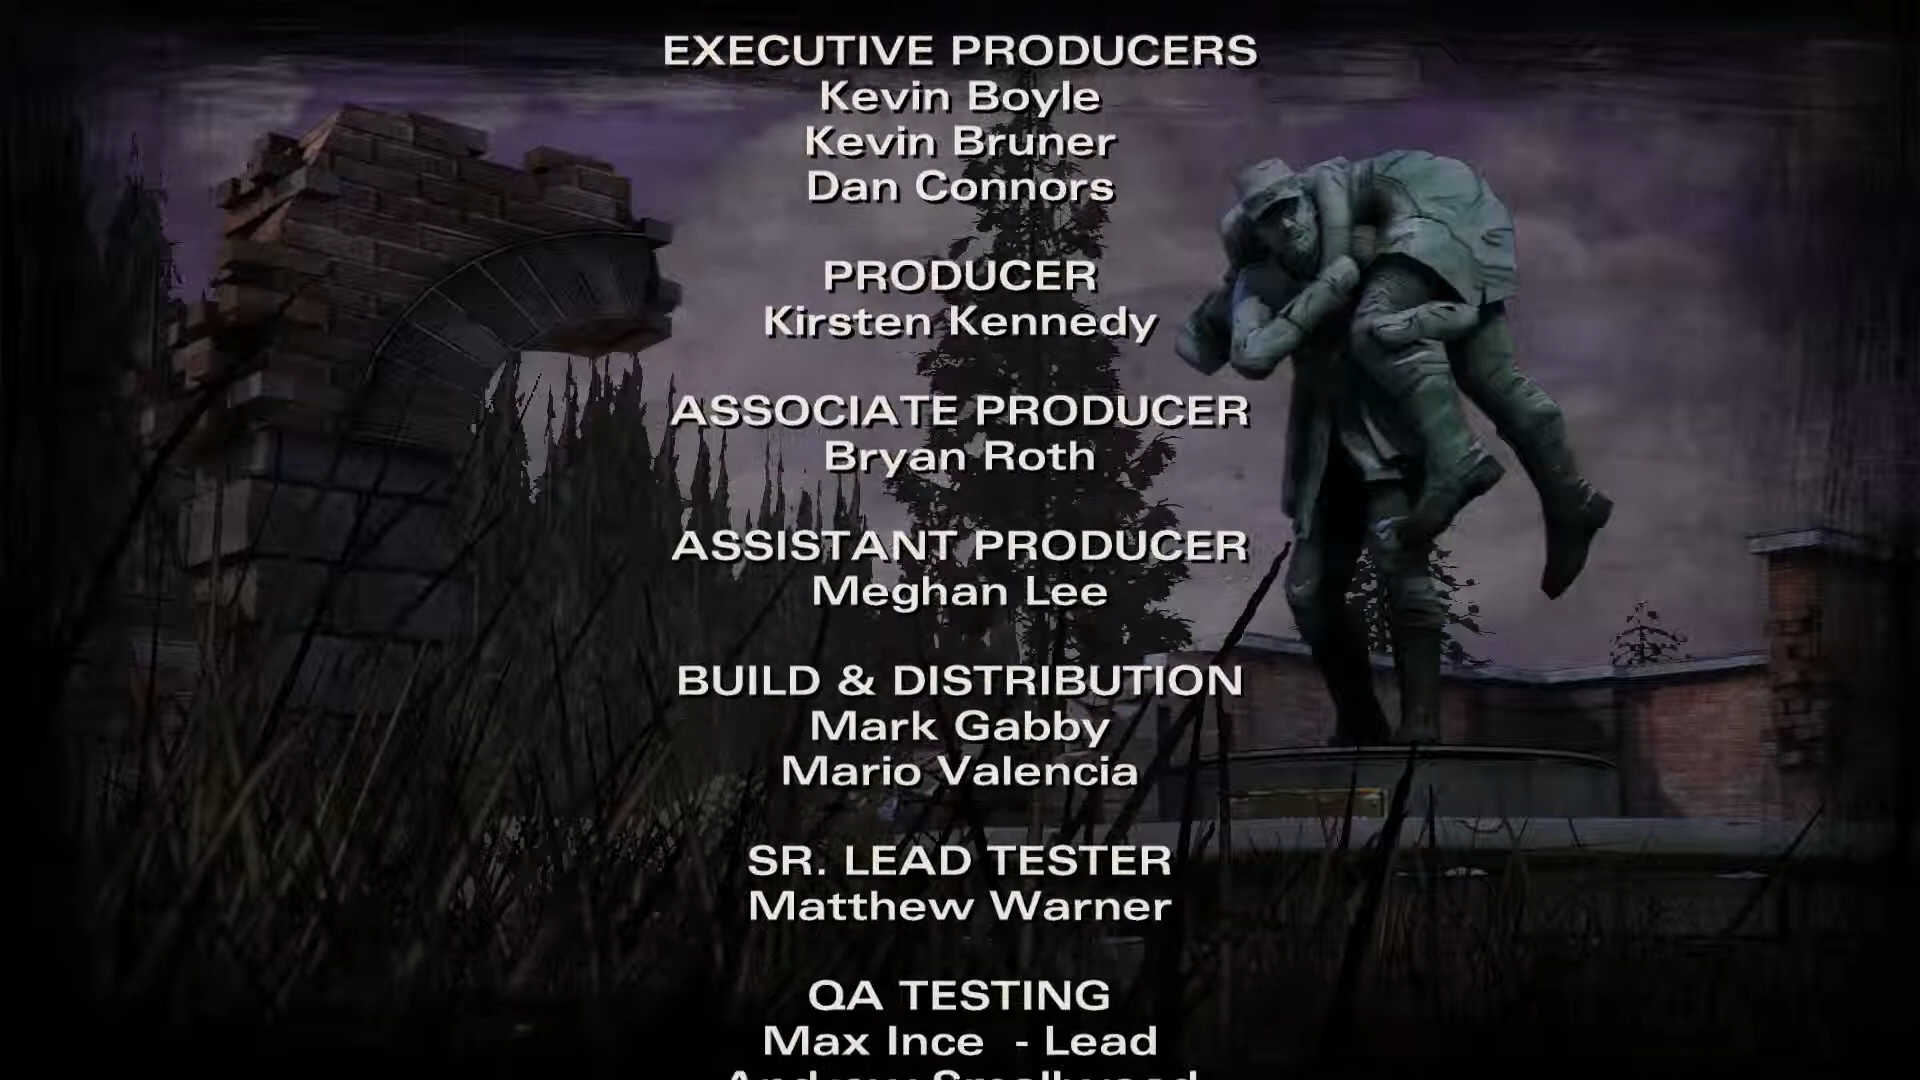 EXECUTIVE PRODUCERS
Kevin Boyle
Kevin Bruner
Dan Connors
PRODUCER
Kirsten Kennedy
ASSOCIATE PRODUCER
Bryan Roth
ASSISTANT PRODUCER
Meghan Lee
BUILD & DISTRIBUTION
Mark Gabby
Mario Valencia
SR. LEAD TESTER
Matthew Warner
QA TESTING
Max Ince - Lead